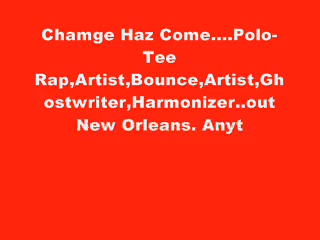 Chamge Haz Come....Polo-
Tee
Rap,Artist,Bounce,Artist,Gh
ostwriter,Harmonizer..out
New Orleans. Anyt